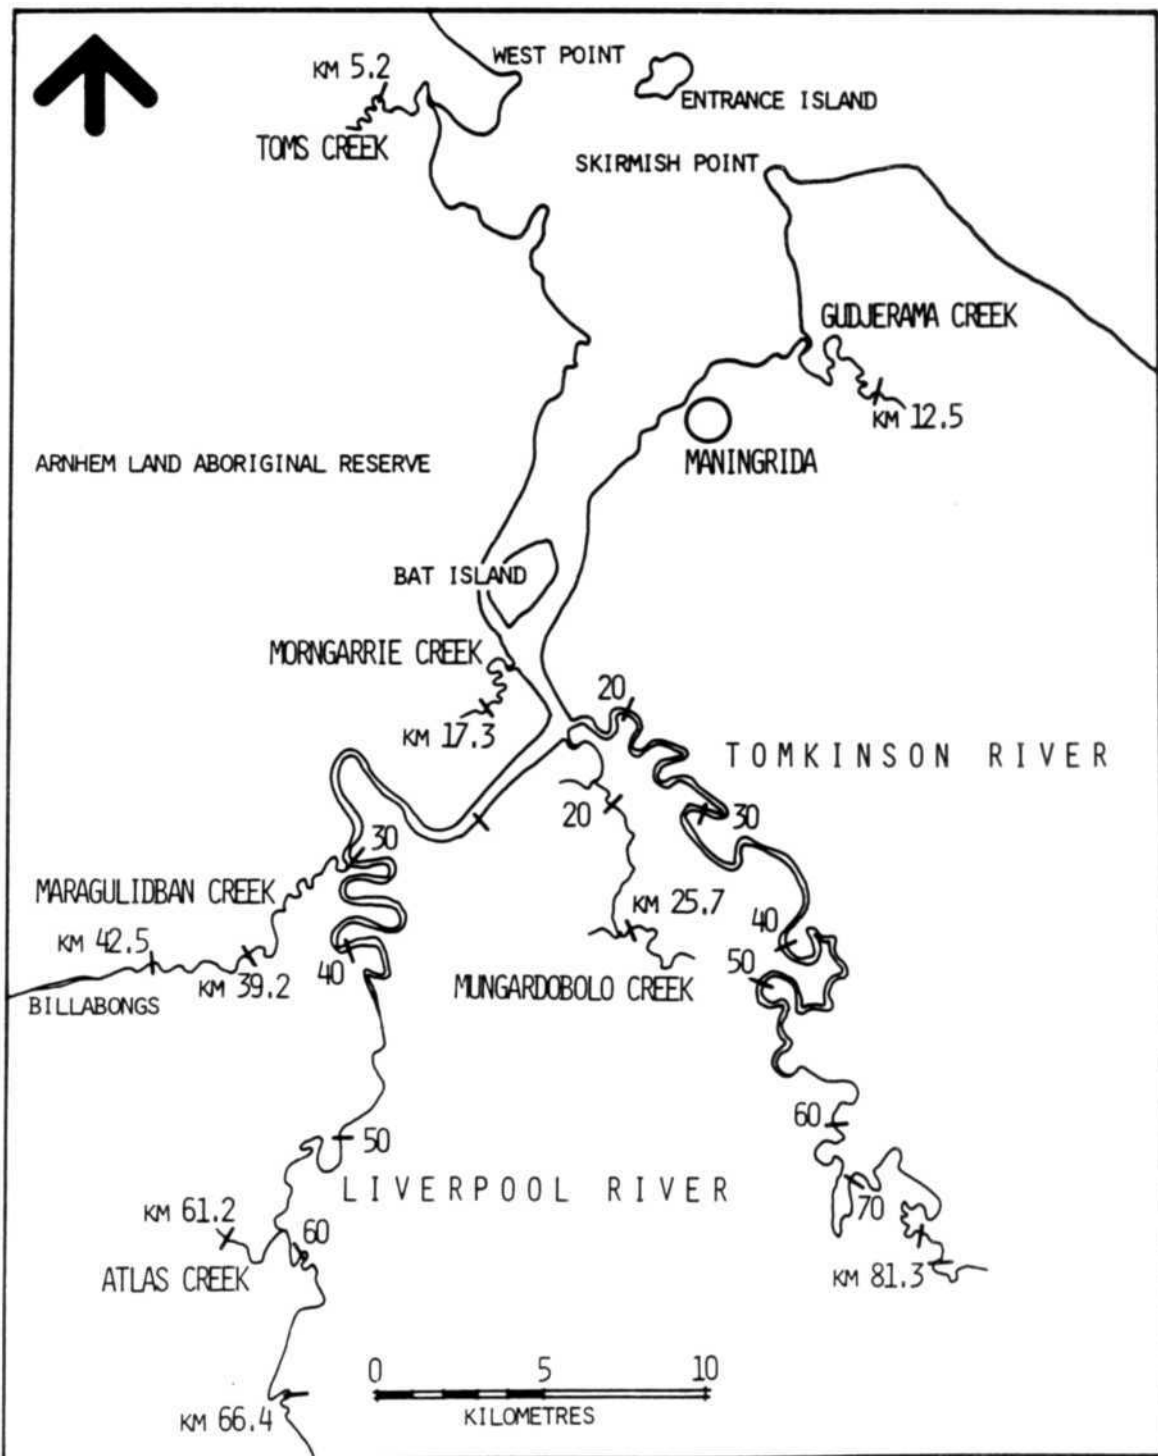 WEST POINT
KM 5.2
ENTRANCE ISLAND
TOMS CREEK
SKIRMISH POINT
GUDJERAMA CREEK
KM 12.5
MANINGRIDA
ARNHEM LAND ABORIGINAL RESERVE
BAT ISLAND
MORNGARRIE CREEK
20
KM 17.3
TOMKINSON RIVER
20
30
30
MARAGULIDBAN CREEK
KM 25.7
40
KM 42.5
40
50
KM 39.2
MUNGARDOBOLO CREEK
BILLABONGS
60
50
LIVERPOOL RIVER
70
KM 61.2
60
ATLAS CREEK
KM 81.3
0 5 10
KILOMETRES
KM 66.4